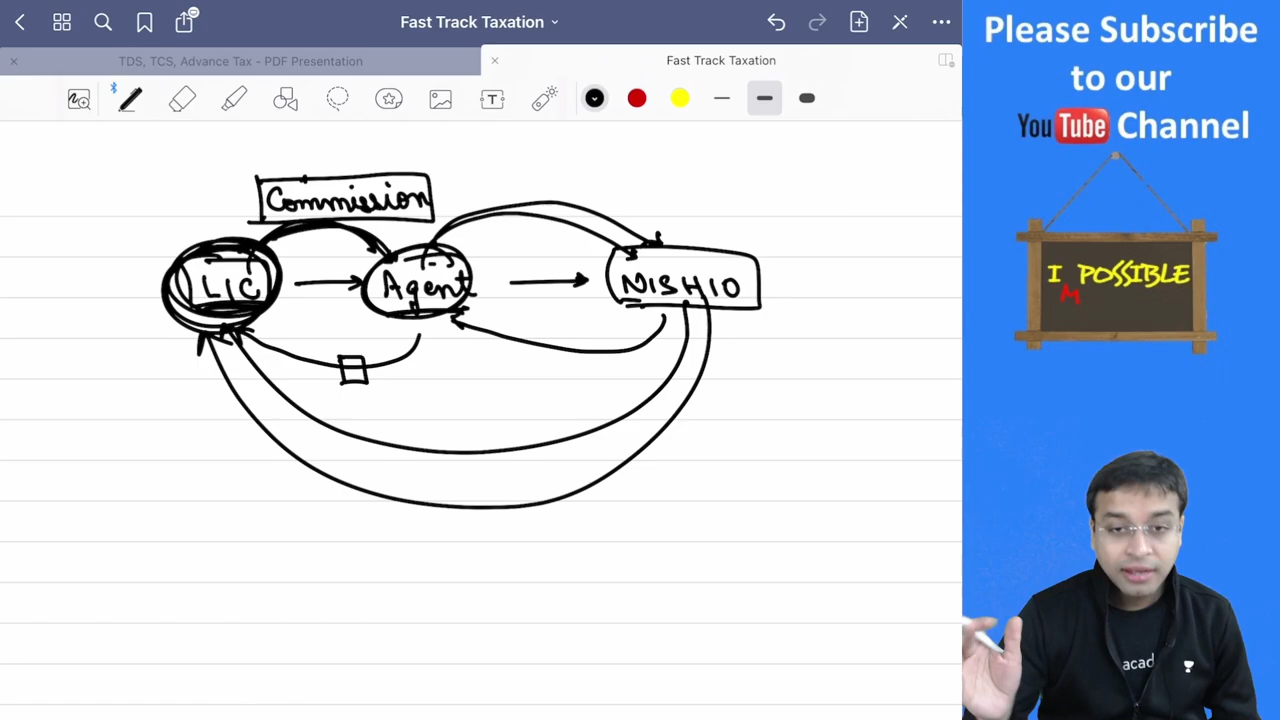 Fast Track Taxation
TDS, TCS, Advance Tax - PDF Presentation
Fast Track Taxation
Commission
LIC
Agent
NISHIO
Please Subscribe
to our
YouTube Channel
I POSSIBLE
M
acad